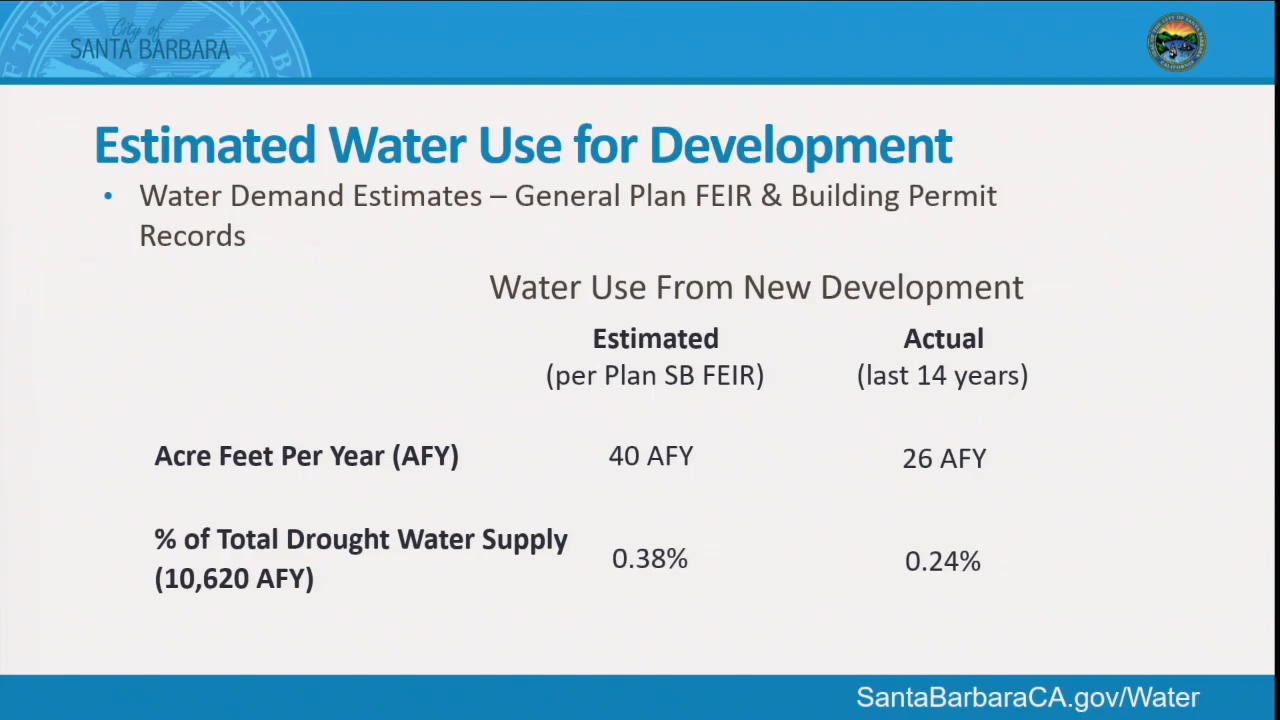 City of
SANTA BARBARA
Estimated Water Use for Development
• Water Demand Estimates – General Plan FEIR & Building Permit
Records
Water Use From New Development
Estimated Actual
(per Plan SB FEIR) (last 14 years)
Acre Feet Per Year (AFY) 40 AFY 26 AFY
% of Total Drought Water Supply
(10,620 AFY) 0.38% 0.24%
SantaBarbaraCA.gov/Water